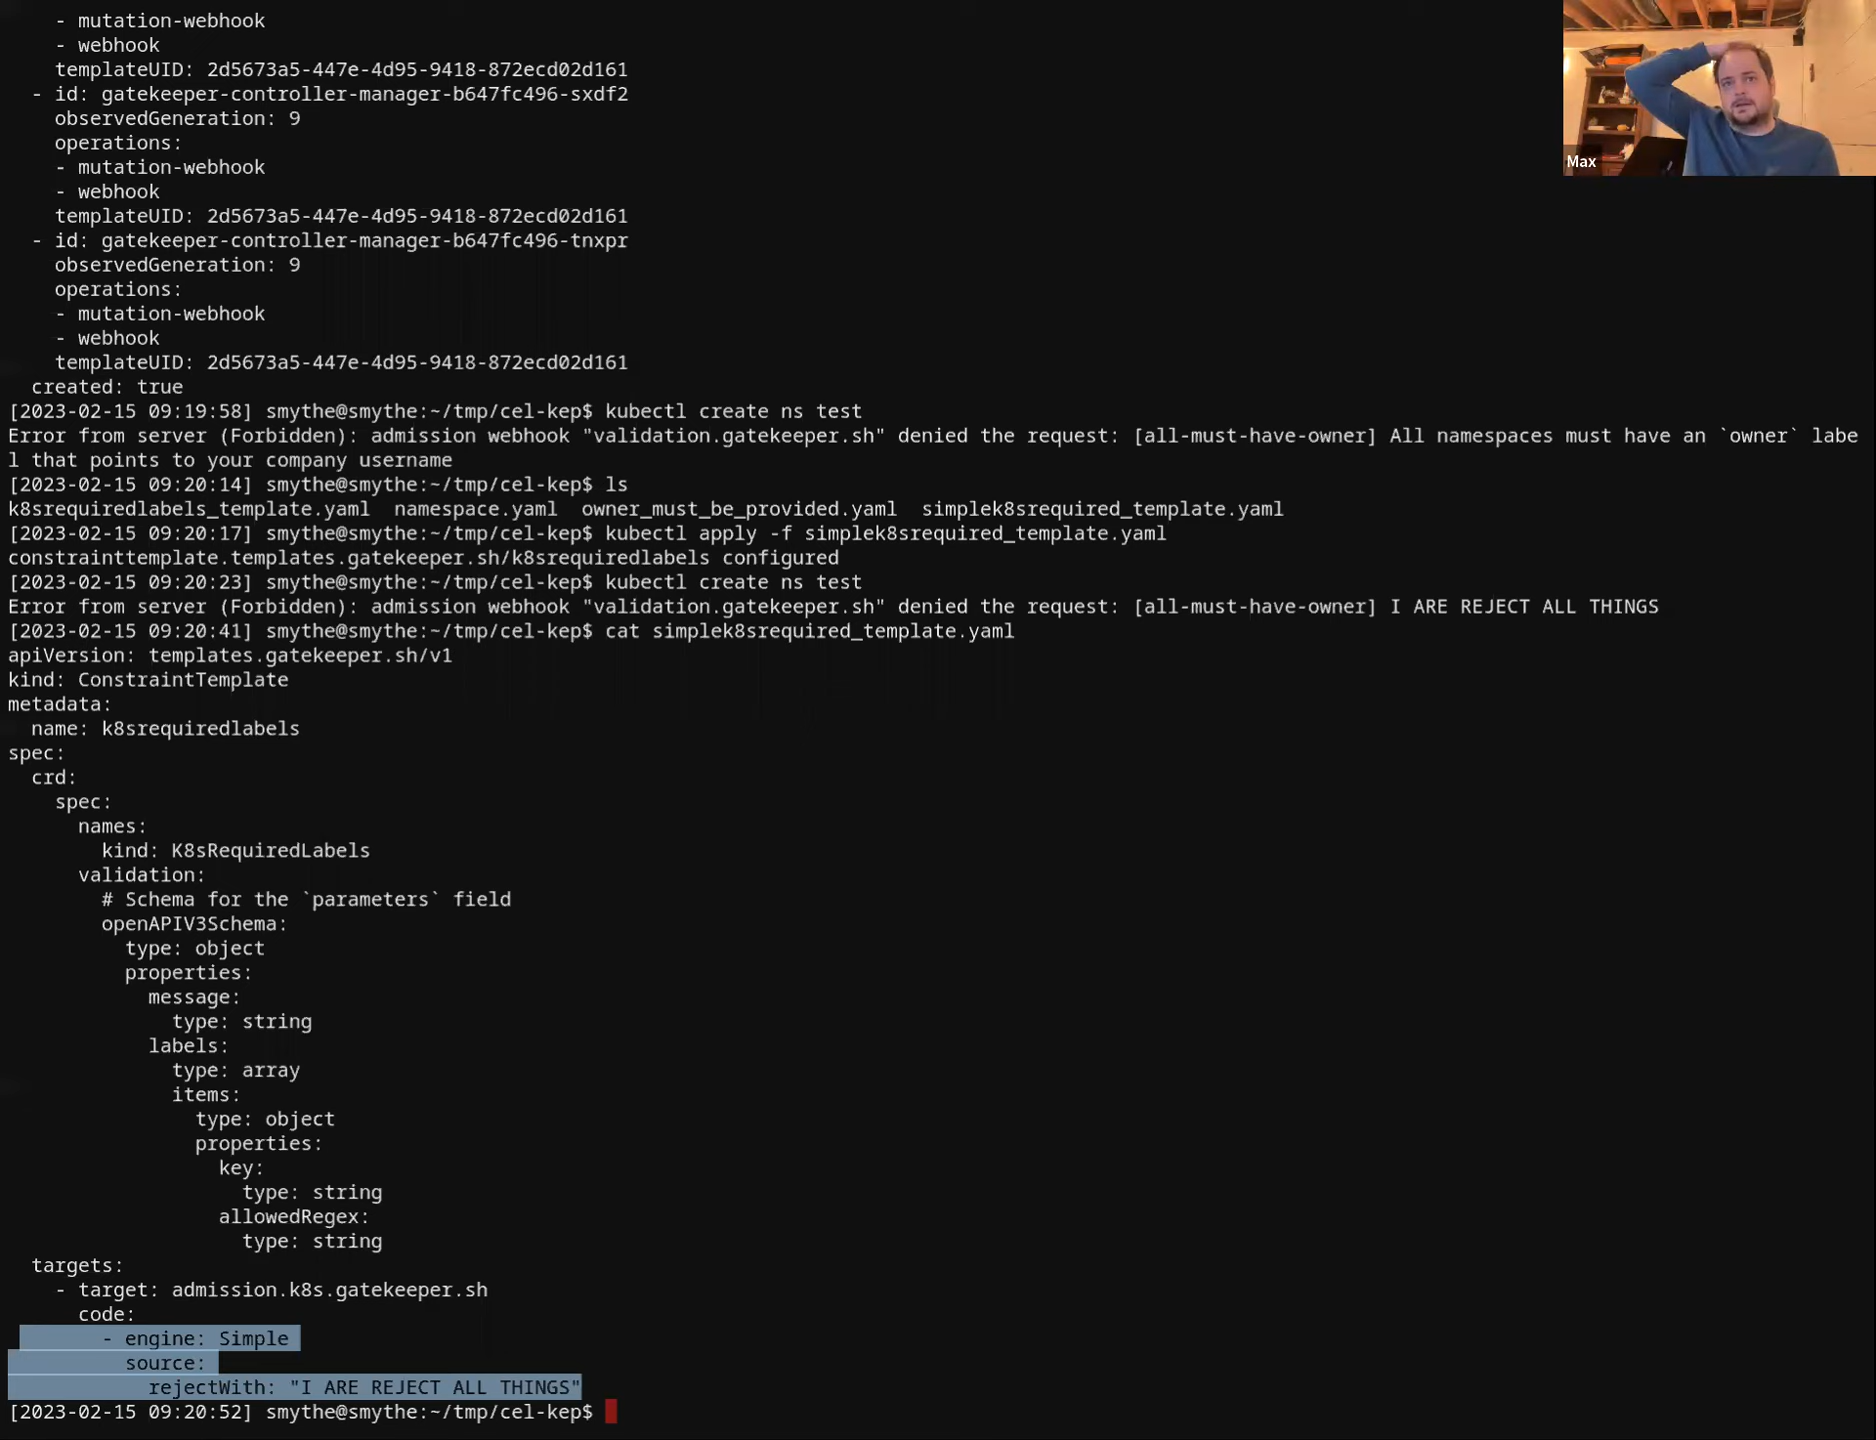 - mutation-webhook
    - webhook
    templateUID: 2d5673a5-447e-4d95-9418-872ecd02d161
  - id: gatekeeper-controller-manager-b647fc496-sxdf2
    observedGeneration: 9
    operations:
    - mutation-webhook
    - webhook
    templateUID: 2d5673a5-447e-4d95-9418-872ecd02d161
  - id: gatekeeper-controller-manager-b647fc496-tnxpr
    observedGeneration: 9
    operations:
    - mutation-webhook
    - webhook
    templateUID: 2d5673a5-447e-4d95-9418-872ecd02d161
  created: true
[2023-02-15 09:19:58] smythe@smythe:~/tmp/cel-kep$ kubectl create ns test
Error from server (Forbidden): admission webhook "validation.gatekeeper.sh" denied the request: [all-must-have-owner] All namespaces must have an `owner` labe
l that points to your company username
[2023-02-15 09:20:14] smythe@smythe:~/tmp/cel-kep$ ls
k8srequiredlabels_template.yaml  namespace.yaml  owner_must_be_provided.yaml  simplek8srequired_template.yaml
[2023-02-15 09:20:17] smythe@smythe:~/tmp/cel-kep$ kubectl apply -f simplek8srequired_template.yaml
constrainttemplate.templates.gatekeeper.sh/k8srequiredlabels configured
[2023-02-15 09:20:23] smythe@smythe:~/tmp/cel-kep$ kubectl create ns test
Error from server (Forbidden): admission webhook "validation.gatekeeper.sh" denied the request: [all-must-have-owner] I ARE REJECT ALL THINGS
[2023-02-15 09:20:41] smythe@smythe:~/tmp/cel-kep$ cat simplek8srequired_template.yaml
apiVersion: templates.gatekeeper.sh/v1
kind: ConstraintTemplate
metadata:
  name: k8srequiredlabels
spec:
  crd:
    spec:
      names:
        kind: K8sRequiredLabels
      validation:
        # Schema for the `parameters` field
        openAPIV3Schema:
          type: object
          properties:
            message:
              type: string
            labels:
              type: array
              items:
                type: object
                properties:
                  key:
                    type: string
                  allowedRegex:
                    type: string
  targets:
    - target: admission.k8s.gatekeeper.sh
      code:
        - engine: Simple
          source:
            rejectWith: "I ARE REJECT ALL THINGS"
[2023-02-15 09:20:52] smythe@smythe:~/tmp/cel-kep$
Max